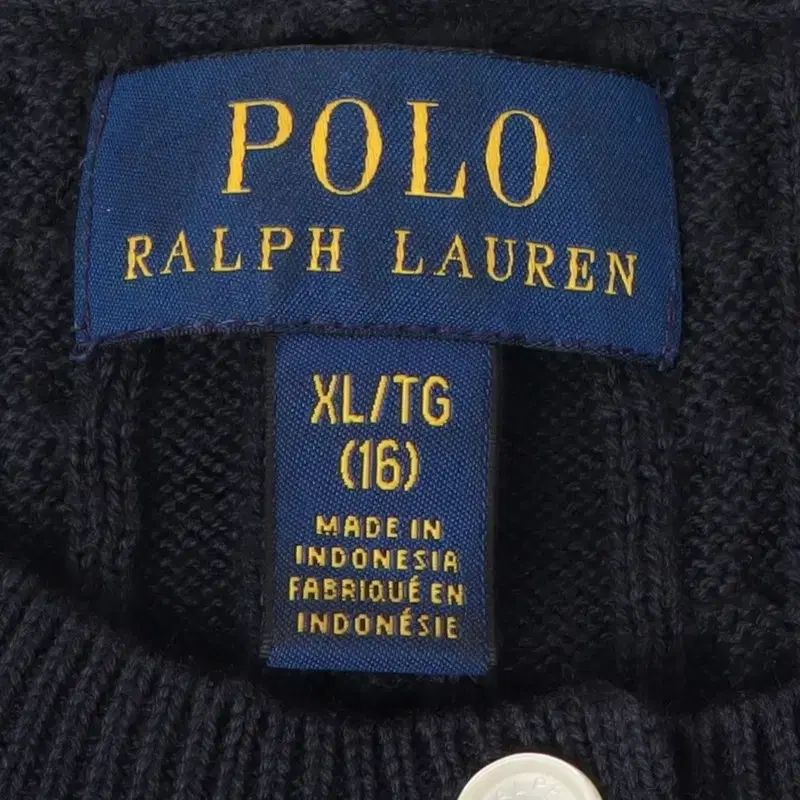 POLO
RALPH LAUREN
XL/TG
(16)
MADE IN
INDONESIA
FABRIQUÉ EN
INDONÉSIE